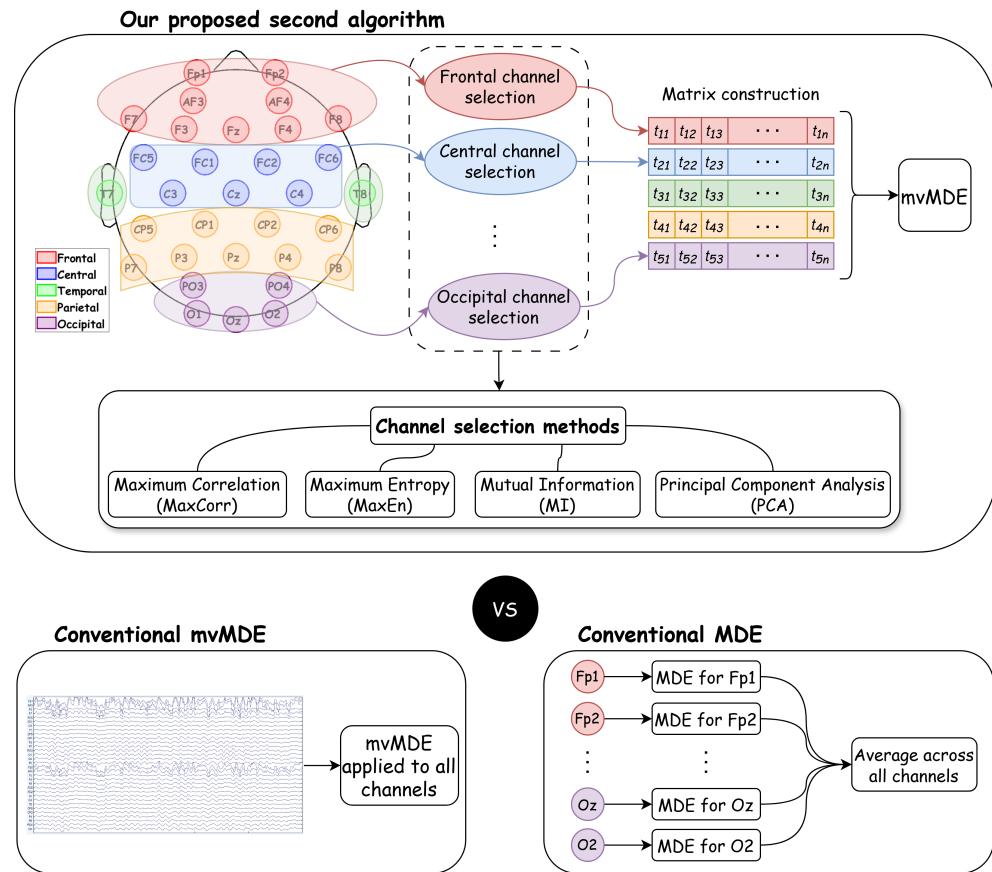 Our proposed second algorithm
Fp1 Fp2
AF3 AF4
F7 F3 Fz F4 F8
FC5 FC1 FC2 FC6
T7 C3 Cz C4 T8
CP5 CP1 CP2 CP6
P7 P3 Pz P4 P8
PO3 PO4
O1 Oz O2
Frontal
Central
Temporal
Parietal
Occipital
Frontal channel
selection
Central channel
selection
⋮
Occipital channel
selection
Matrix construction
t11 t12 t13 ... t1n
t21 t22 t23 ... t2n
t31 t32 t33 ... t3n
t41 t42 t43 ... t4n
t51 t52 t53 ... t5n
mvMDE
Channel selection methods
Maximum Correlation
(MaxCorr)
Maximum Entropy
(MaxEn)
Mutual Information
(MI)
Principal Component Analysis
(PCA)
VS
Conventional mvMDE
mvMDE
applied to all
channels
Conventional MDE
Fp1 MDE for Fp1
Fp2 MDE for Fp2
⋮ ⋮
Oz MDE for Oz
O2 MDE for O2
Average across
all channels